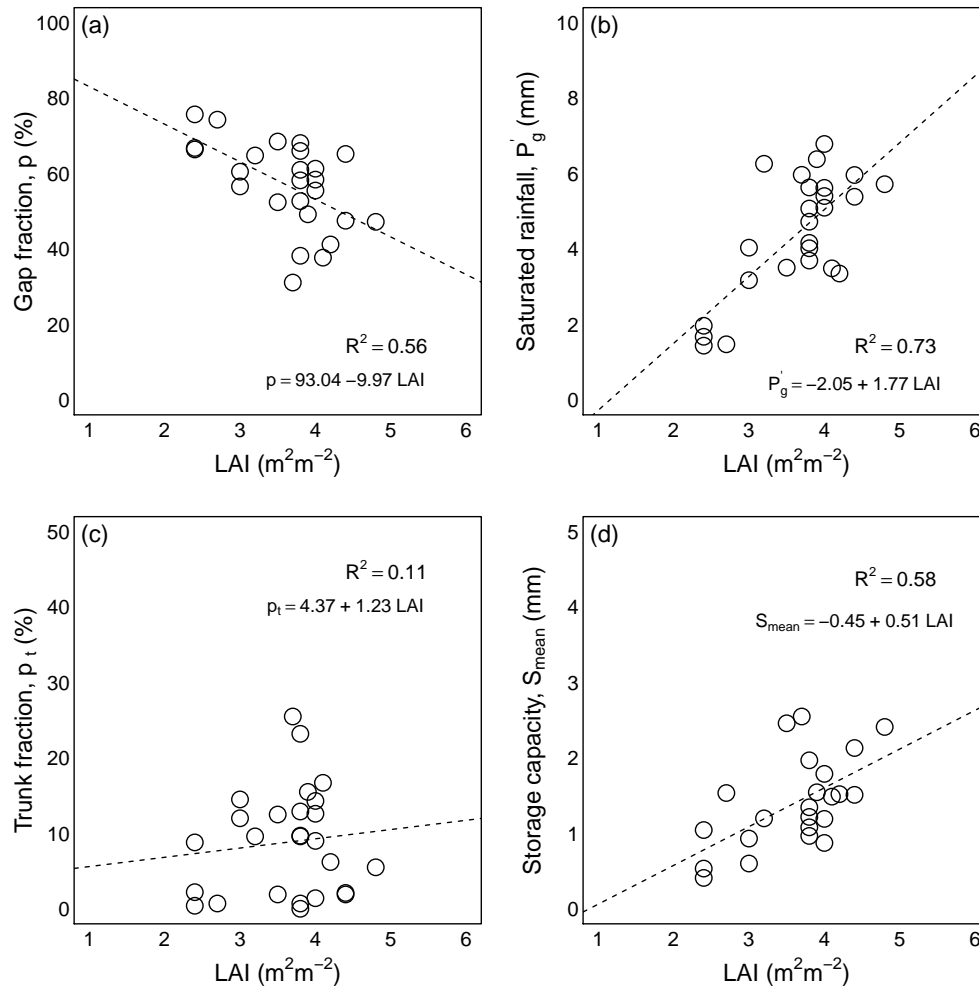 (a)
100
80
60
40
20
0
Gap fraction, p (%)
R² = 0.56
p = 93.04 −9.97 LAI
1 2 3 4 5 6
LAI (m²m⁻²)
(b)
10
8
6
4
2
0
Saturated rainfall, P'g (mm)
R² = 0.73
P'g = −2.05 + 1.77 LAI
1 2 3 4 5 6
LAI (m²m⁻²)
(c)
50
40
30
20
10
0
Trunk fraction, p t (%)
R² = 0.11
pt = 4.37 + 1.23 LAI
1 2 3 4 5 6
LAI (m²m⁻²)
(d)
5
4
3
2
1
0
Storage capacity, Smean (mm)
R² = 0.58
Smean = −0.45 + 0.51 LAI
1 2 3 4 5 6
LAI (m²m⁻²)